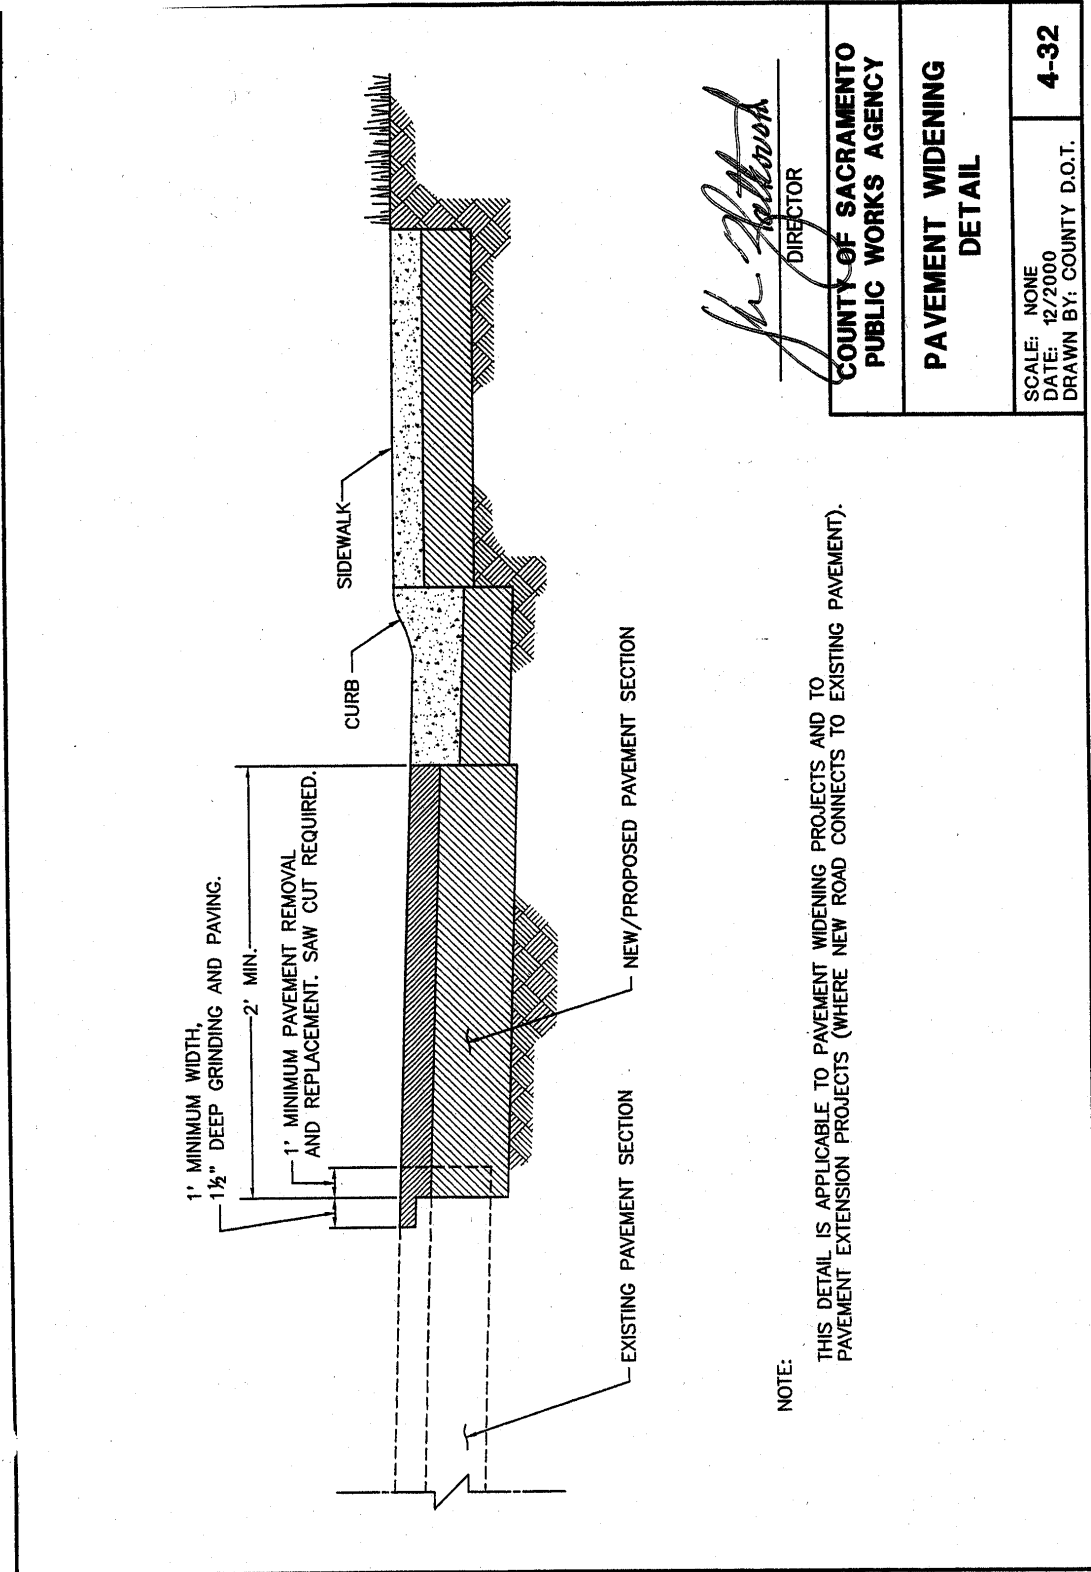 1' MINIMUM WIDTH,
1½" DEEP GRINDING AND PAVING.
2' MIN.
1' MINIMUM PAVEMENT REMOVAL
AND REPLACEMENT. SAW CUT REQUIRED.
CURB
SIDEWALK
EXISTING PAVEMENT SECTION
NEW/PROPOSED PAVEMENT SECTION
NOTE:
THIS DETAIL IS APPLICABLE TO PAVEMENT WIDENING PROJECTS AND TO
PAVEMENT EXTENSION PROJECTS (WHERE NEW ROAD CONNECTS TO EXISTING PAVEMENT).
DIRECTOR
COUNTY OF SACRAMENTO
PUBLIC WORKS AGENCY
PAVEMENT WIDENING
DETAIL
SCALE: NONE
DATE: 12/2000
DRAWN BY: COUNTY D.O.T.
4-32